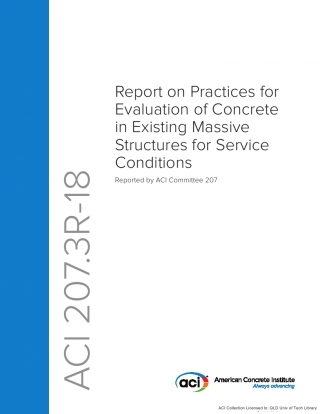 Report on Practices for
Evaluation of Concrete
in Existing Massive
Structures for Service
Conditions
Reported by ACI Committee 207
ACI 207.3R-18
aci
American Concrete Institute
Always advancing
ACI Collection Licensed to: QLD Univ of Tech Library